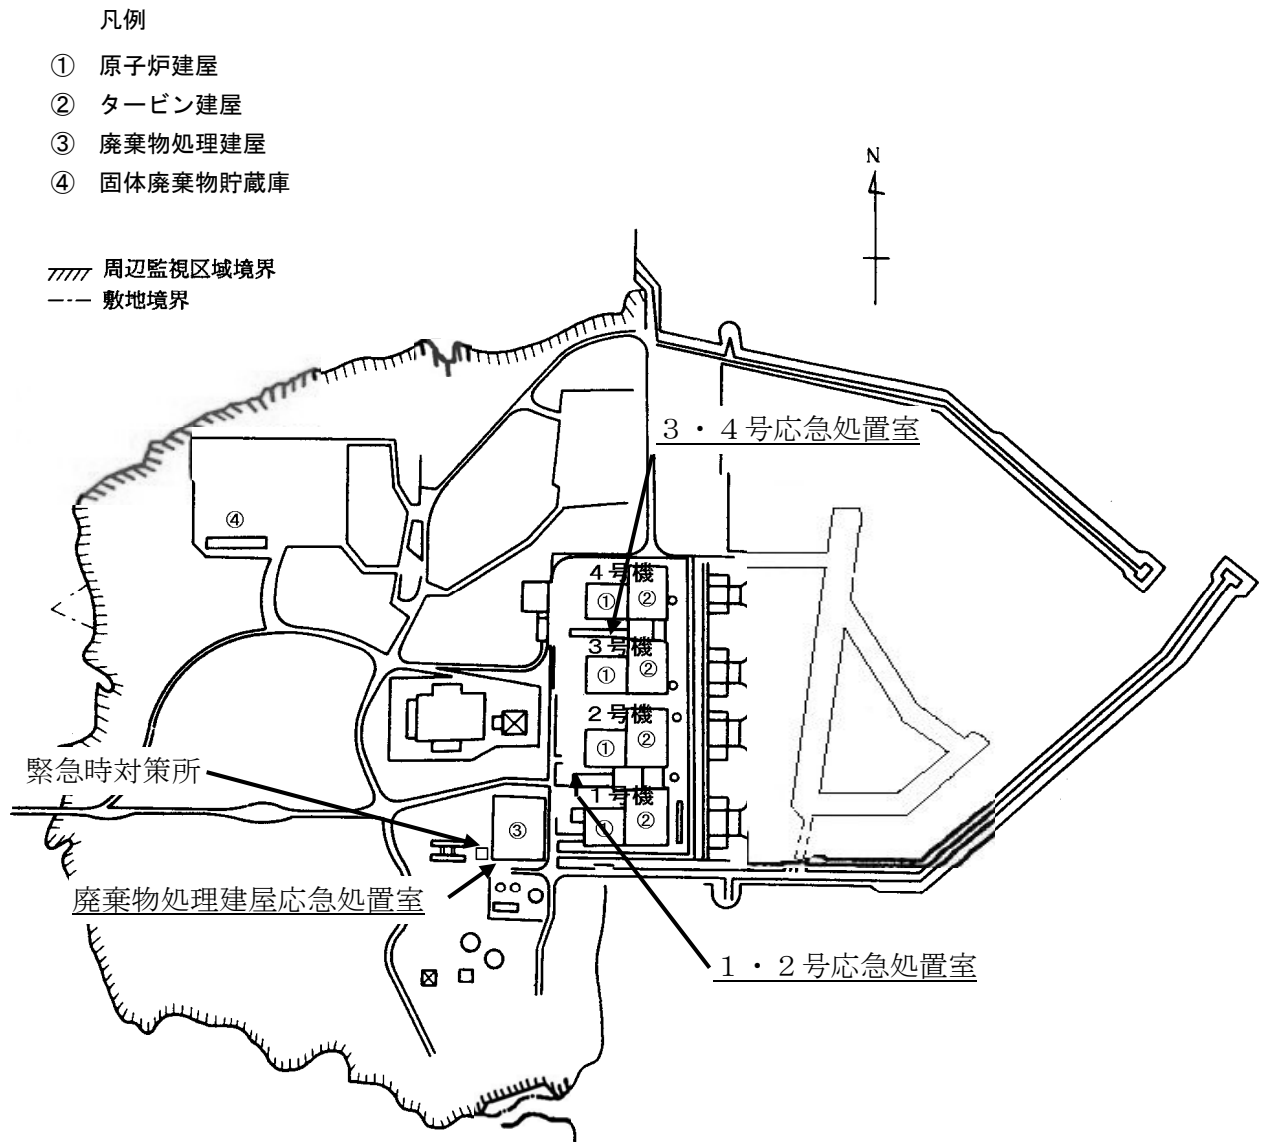 凡例
① 原子炉建屋
② タービン建屋
③ 廃棄物処理建屋
④ 固体廃棄物貯蔵庫
周辺監視区域境界
敷地境界
N
3・4号応急処置室
④
4号機
① ②
3号機
① ②
2号機
① ②
緊急時対策所
1号機
① ②
③
廃棄物処理建屋応急処置室
1・2号応急処置室